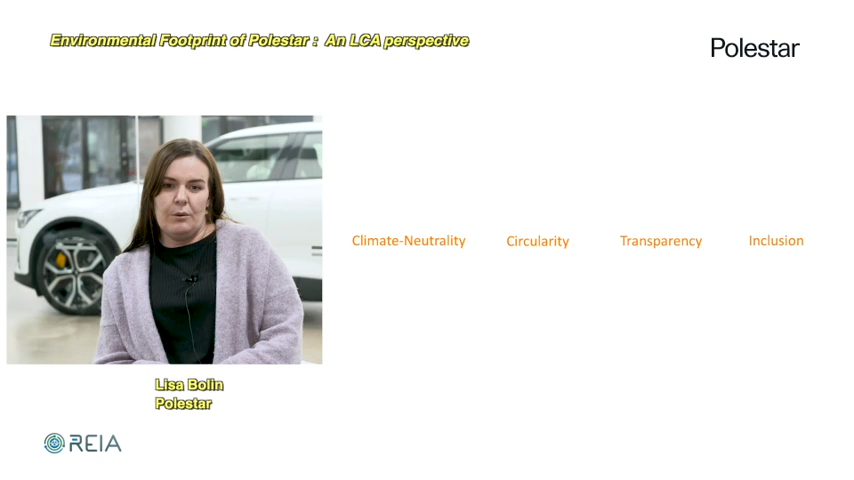 Environmental Footprint of Polestar : An LCA perspective
Polestar
Climate-Neutrality Circularity Transparency Inclusion
Lisa Bolin
Polestar
REIA